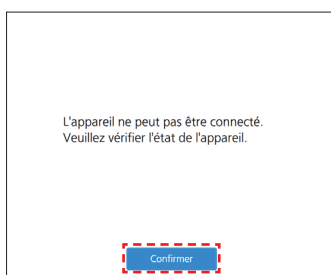 L'appareil ne peut pas être connecté.
Veuillez vérifier l'état de l'appareil.
Confirmer